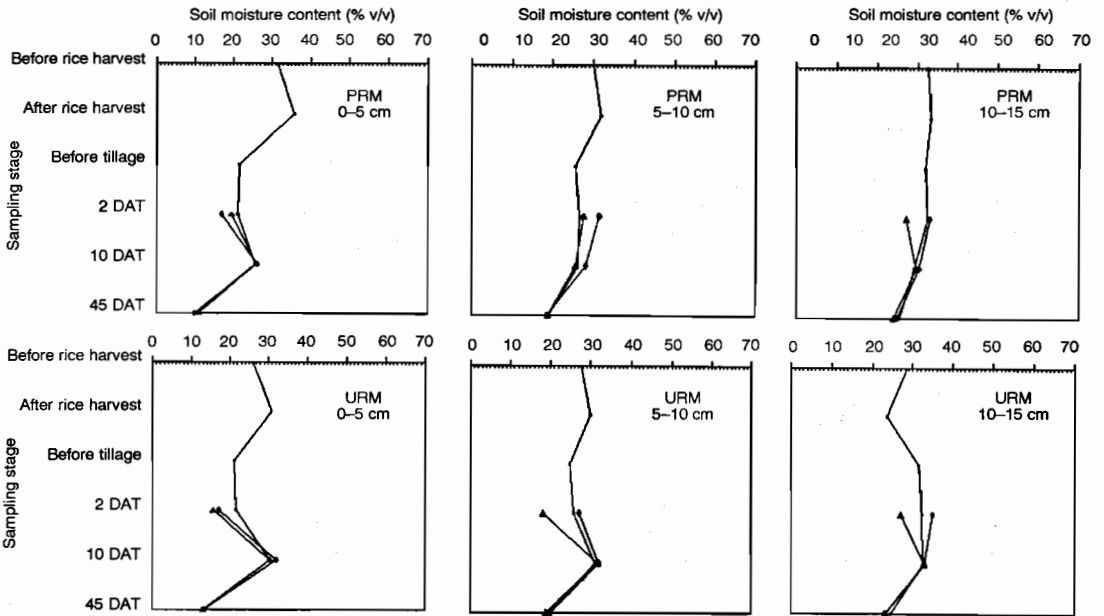 Soil moisture content (% v/v) Soil moisture content (% v/v) Soil moisture content (% v/v)
0 10 20 30 40 50 60 70 0 10 20 30 40 50 60 70 0 10 20 30 40 50 60 70
Before rice harvest
After rice harvest
Before tillage
2 DAT
10 DAT
45 DAT
Sampling stage
PRM
0–5 cm
PRM
5–10 cm
PRM
10–15 cm
0 10 20 30 40 50 60 70 0 10 20 30 40 50 60 70 0 10 20 30 40 50 60 70
Before rice harvest
After rice harvest
Before tillage
2 DAT
10 DAT
45 DAT
Sampling stage
URM
0–5 cm
URM
5–10 cm
URM
10–15 cm